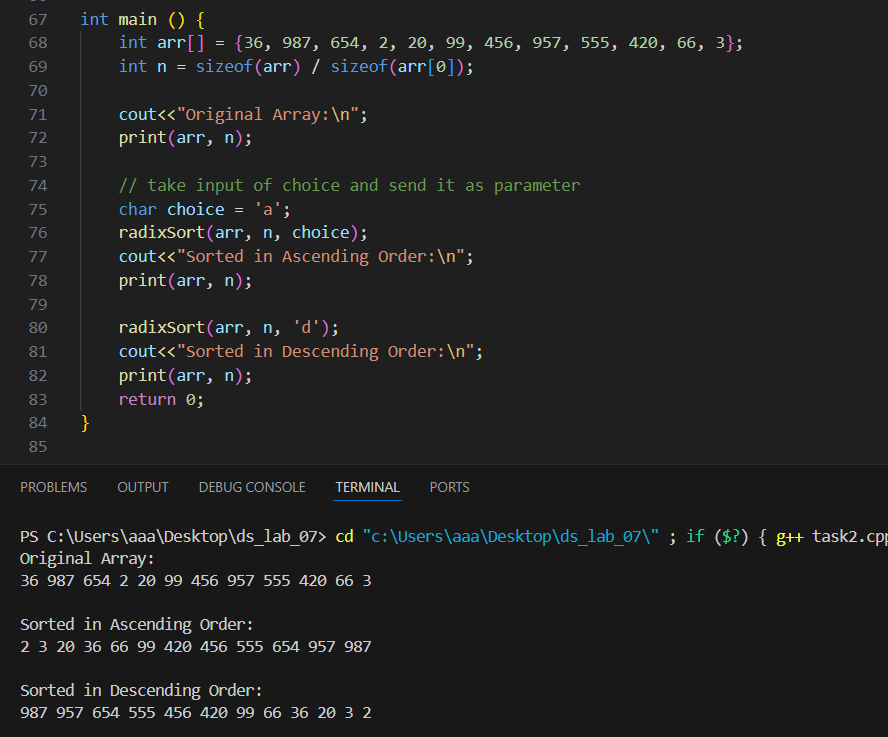 67 int main () {
68 int arr[] = {36, 987, 654, 2, 20, 99, 456, 957, 555, 420, 66, 3};
69 int n = sizeof(arr) / sizeof(arr[0]);
70
71 cout<<"Original Array:\n";
72 print(arr, n);
73
74 // take input of choice and send it as parameter
75 char choice = 'a';
76 radixSort(arr, n, choice);
77 cout<<"Sorted in Ascending Order:\n";
78 print(arr, n);
79
80 radixSort(arr, n, 'd');
81 cout<<"Sorted in Descending Order:\n";
82 print(arr, n);
83 return 0;
84 }
85
PROBLEMS OUTPUT DEBUG CONSOLE TERMINAL PORTS
PS C:\Users\aaa\Desktop\ds_lab_07> cd "c:\Users\aaa\Desktop\ds_lab_07\" ; if ($?) { g++ task2.cpp
Original Array:
36 987 654 2 20 99 456 957 555 420 66 3
Sorted in Ascending Order:
2 3 20 36 66 99 420 456 555 654 957 987
Sorted in Descending Order:
987 957 654 555 456 420 99 66 36 20 3 2